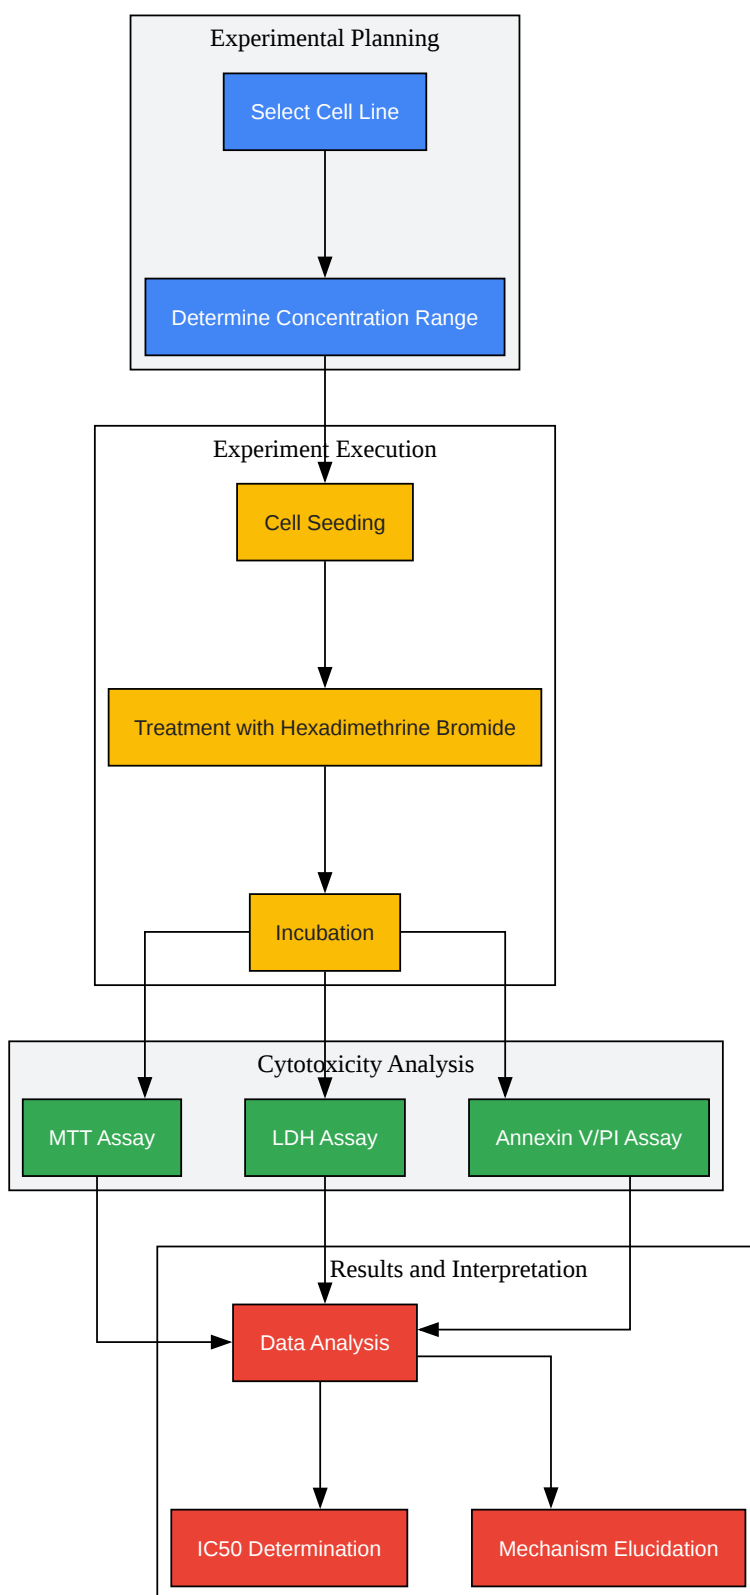 Experimental Planning
Select Cell Line
Determine Concentration Range
Experiment Execution
Cell Seeding
Treatment with Hexadimethrine Bromide
Incubation
Cytotoxicity Analysis
MTT Assay
LDH Assay
Annexin V/PI Assay
Results and Interpretation
Data Analysis
IC50 Determination
Mechanism Elucidation